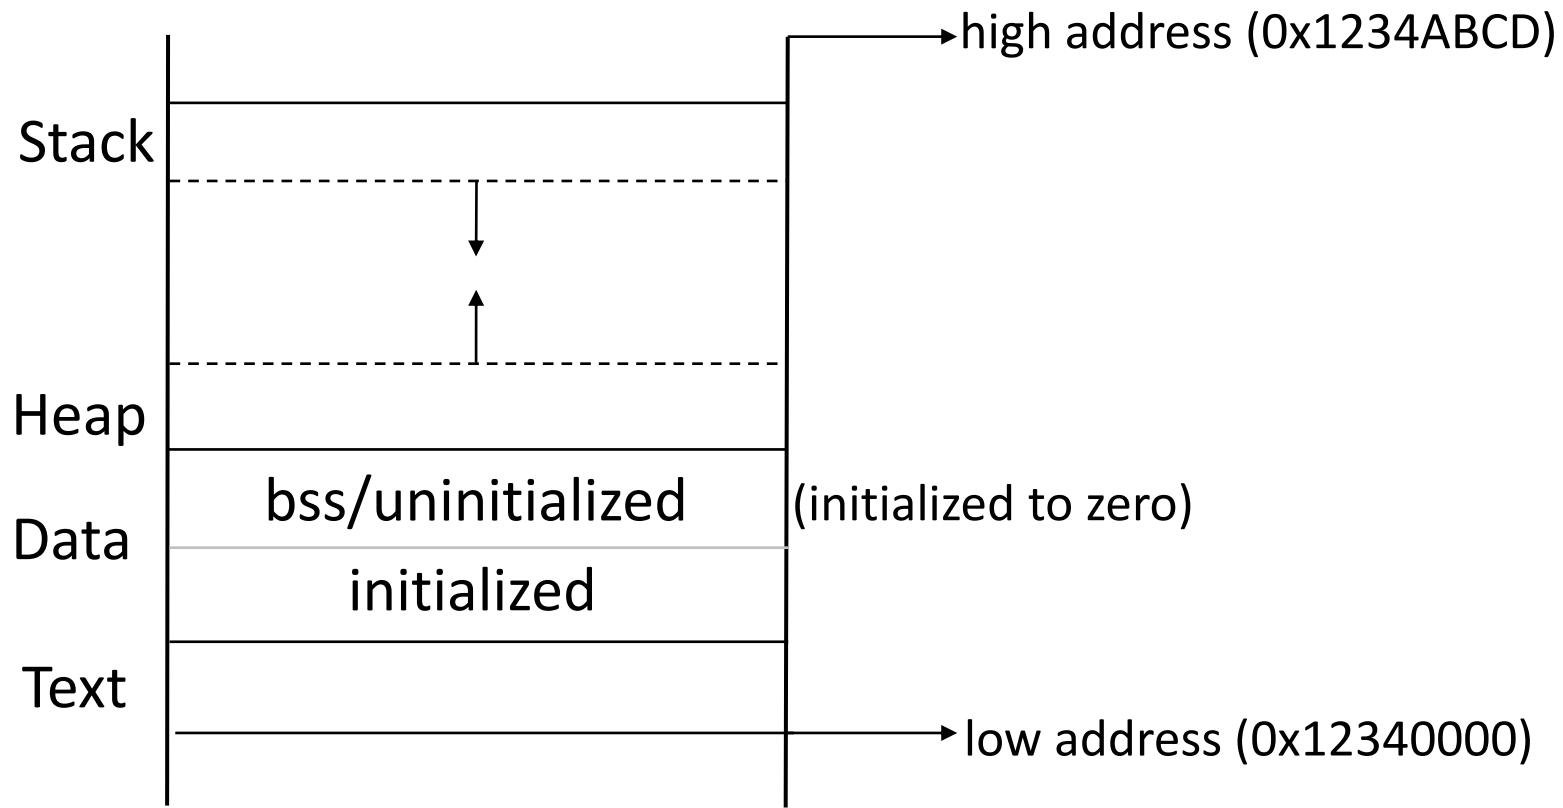 high address (0x1234ABCD)
Stack
Heap
bss/uninitialized
(initialized to zero)
Data
initialized
Text
low address (0x12340000)